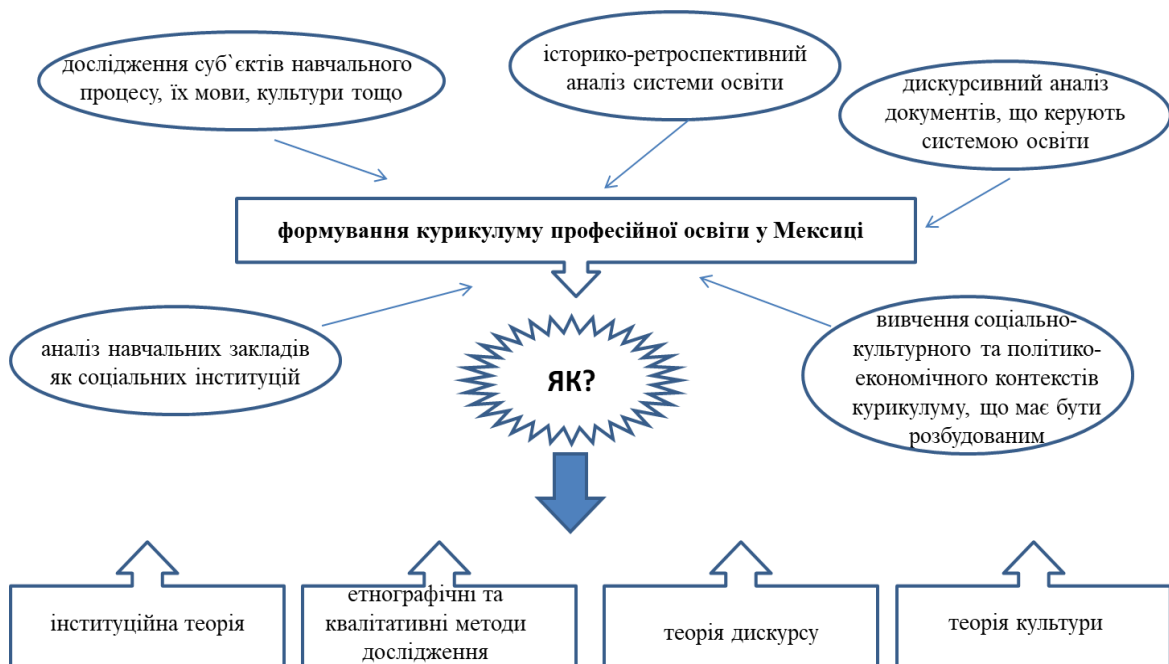 дослідження суб`єктів навчального
процесу, їх мови, культури тощо
історико-ретроспективний
аналіз системи освіти
дискурсивний аналіз
документів, що керують
системою освіти
формування курикулуму професійної освіти у Мексиці
аналіз навчальних закладів
як соціальних інституцій
ЯК?
вивчення соціально-
культурного та політико-
економічного контекстів
курикулуму, що має бути
розбудованим
інституційна теорія
етнографічні та
квалітативні методи
дослідження
теорія дискурсу
теорія культури